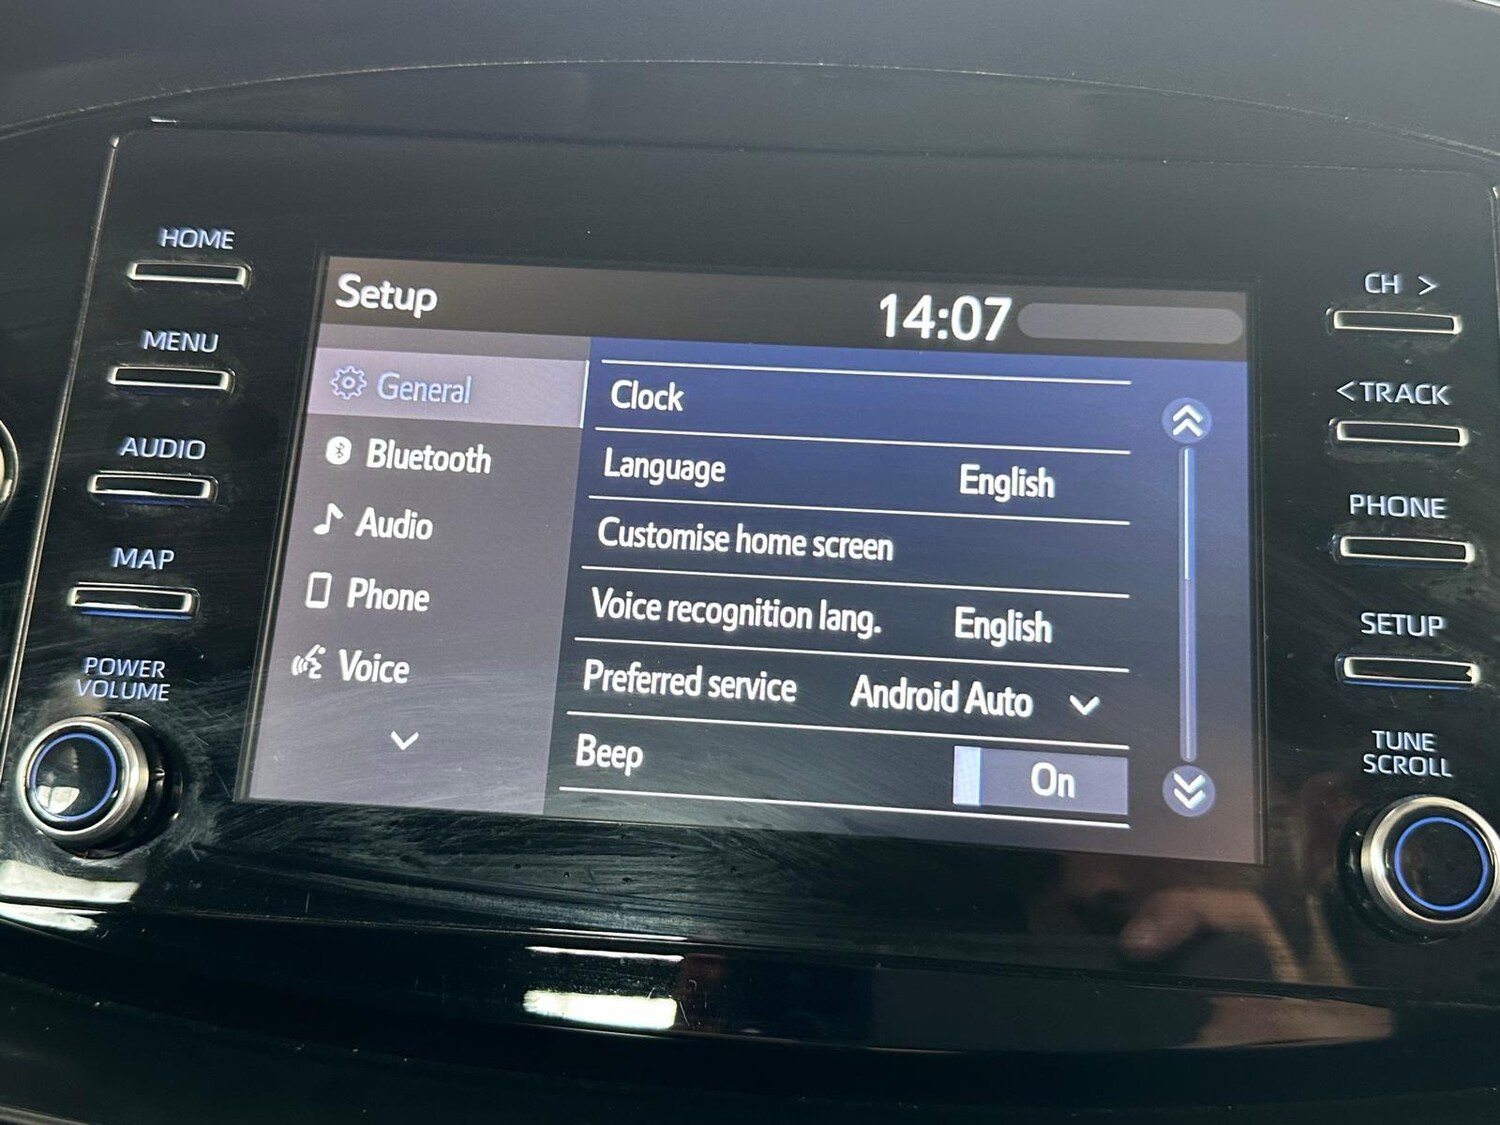 HOME
MENU
AUDIO
MAP
POWER
VOLUME
Setup
14:07
General
Bluetooth
Audio
Phone
Voice
Clock
Language English
Customise home screen
Voice recognition lang. English
Preferred service Android Auto
Beep On
CH >
<TRACK
PHONE
SETUP
TUNE
SCROLL